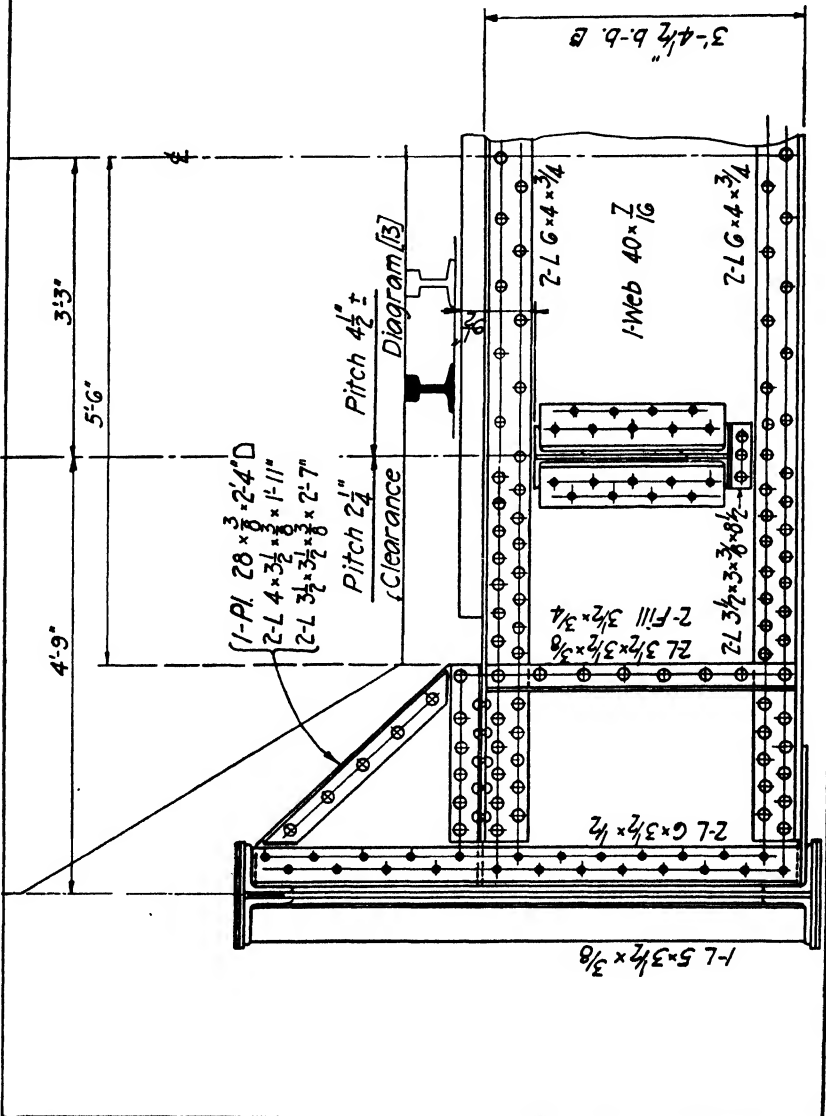 3'-4½" b.-b. Ls
3'-3"
5'-6"
4'-9"
℄
Pitch 4½" ±
Diagram [13]
Pitch 2¼"
Clearance
1-Pl. 28 × 3/8 × 2'-4" □
2-L 4 × 3½ × 3/8 × 1'-11"
2-L 3½ × 3½ × 3/8 × 2'-7"
2-L 6 × 4 × 3/4
1-Web 40 × 7/16
2-L 6 × 4 × 3/4
2-L 3½ × 3 × 3/8 × 8½
2-Fill 3½ × 3/4
2-L 3½ × 3½ × 3/8
2-L 6 × 3½ × ½
1-L 5 × 3½ × 3/8